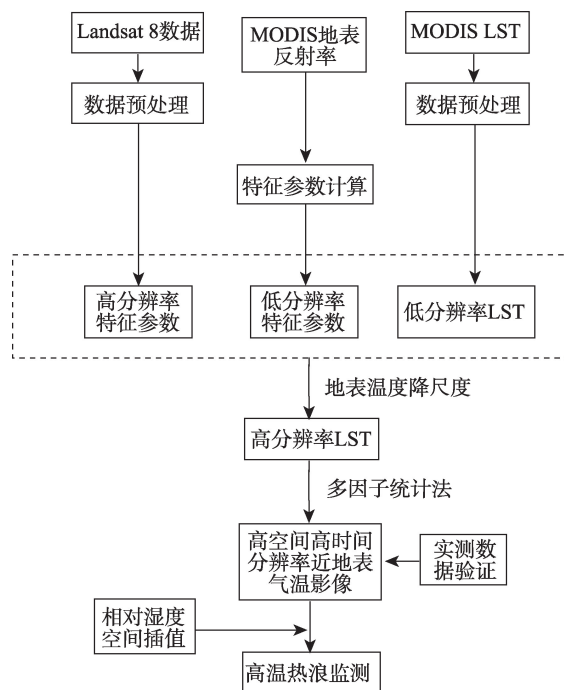 Landsat 8数据
MODIS地表
反射率
MODIS LST
数据预处理
数据预处理
特征参数计算
高分辨率
特征参数
低分辨率
特征参数
低分辨率LST
地表温度降尺度
高分辨率LST
多因子统计法
高空间高时间
分辨率近地表
气温影像
实测数
据验证
相对湿度
空间插值
高温热浪监测